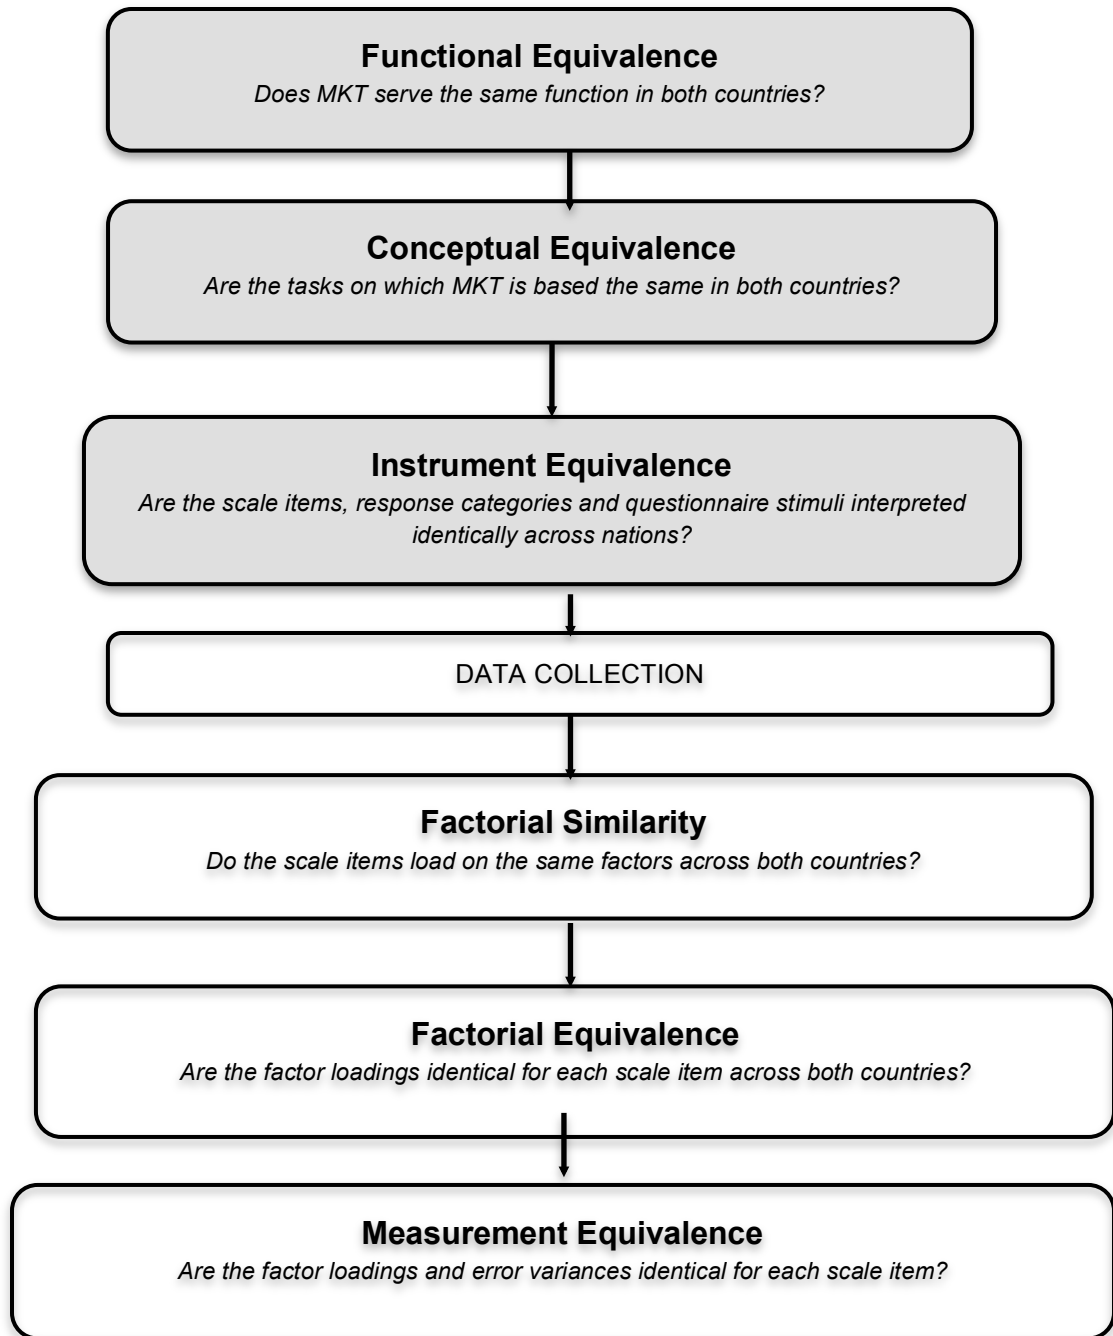 Functional Equivalence
Does MKT serve the same function in both countries?
Conceptual Equivalence
Are the tasks on which MKT is based the same in both countries?
Instrument Equivalence
Are the scale items, response categories and questionnaire stimuli interpreted
identically across nations?
DATA COLLECTION
Factorial Similarity
Do the scale items load on the same factors across both countries?
Factorial Equivalence
Are the factor loadings identical for each scale item across both countries?
Measurement Equivalence
Are the factor loadings and error variances identical for each scale item?